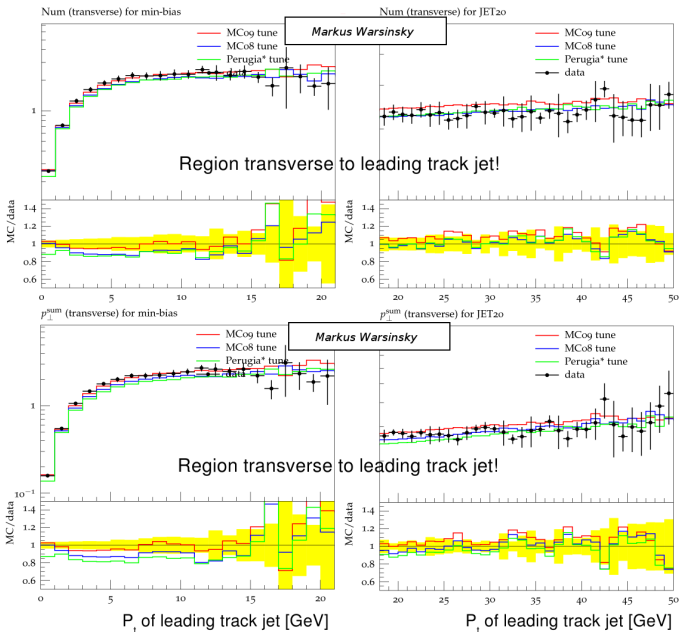 Num (transverse) for min-bias
Markus Warsinsky
Num (transverse) for JET20
MC09 tune
MC08 tune
Perugia* tune
data
MC09 tune
MC08 tune
Perugia* tune
data
1
Region transverse to leading track jet!
MC/data
1.4
1.2
1
0.8
0.6
0 5 10 15 20
MC/data
1.4
1.2
1
0.8
0.6
20 25 30 35 40 45 50
p⊥sum (transverse) for min-bias
Markus Warsinsky
p⊥sum (transverse) for JET20
MC09 tune
MC08 tune
Perugia* tune
data
MC09 tune
MC08 tune
Perugia* tune
data
1
10−1
Region transverse to leading track jet!
MC/data
1.4
1.2
1
0.8
0.6
0 5 10 15 20
MC/data
1.4
1.2
1
0.8
0.6
20 25 30 35 40 45 50
Pt of leading track jet [GeV]
Pt of leading track jet [GeV]